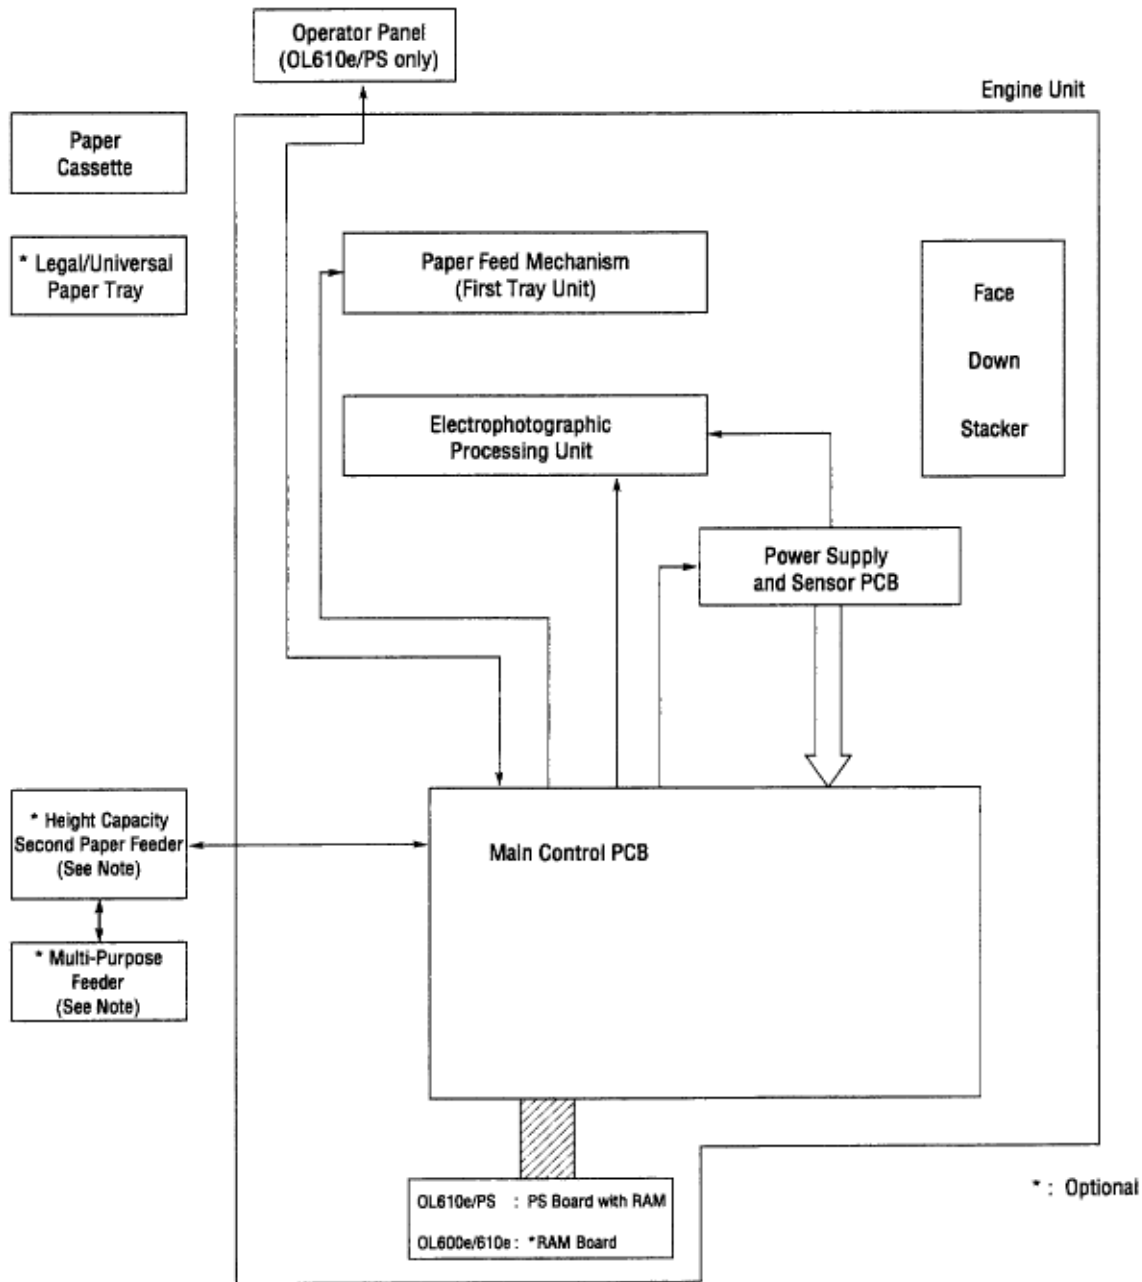 Operator Panel
(OL610e/PS only)
Engine Unit
Paper
Cassette
* Legal/Universal
Paper Tray
Paper Feed Mechanism
(First Tray Unit)
Face
Down
Stacker
Electrophotographic
Processing Unit
Power Supply
and Sensor PCB
* Height Capacity
Second Paper Feeder
(See Note)
Main Control PCB
* Multi-Purpose
Feeder
(See Note)
OL610e/PS : PS Board with RAM
OL600e/610e : *RAM Board
* : Optional